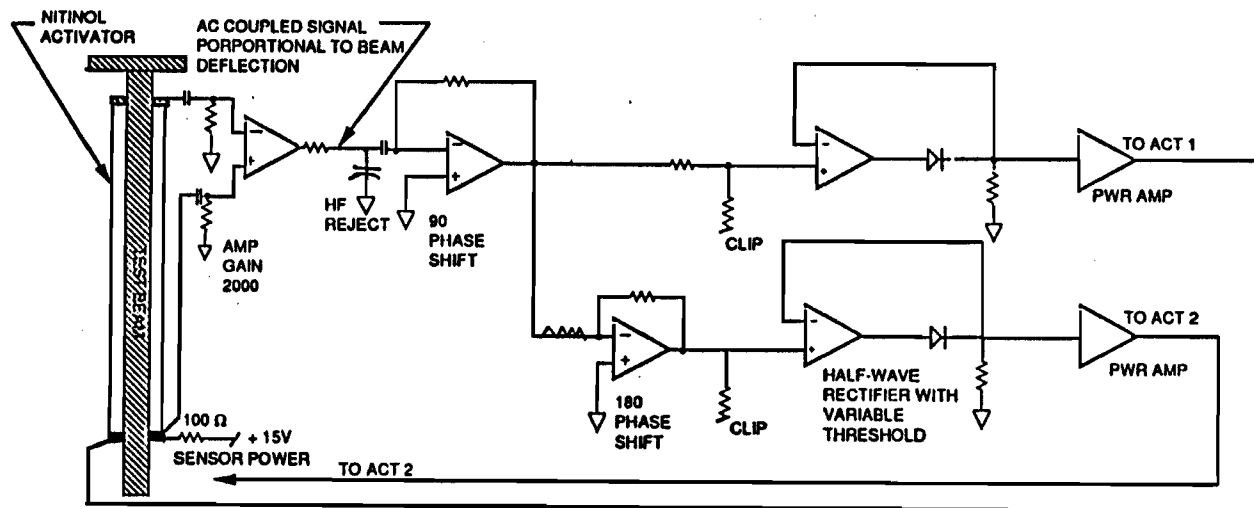 NITINOL
ACTIVATOR
AC COUPLED SIGNAL
PORPORTIONAL TO BEAM
DEFLECTION
TEST BEAM
AMP
GAIN
2000
HF
REJECT
90
PHASE
SHIFT
CLIP
TO ACT 1
PWR AMP
180
PHASE
SHIFT
CLIP
HALF-WAVE
RECTIFIER WITH
VARIABLE
THRESHOLD
TO ACT 2
PWR AMP
100 Ω
+ 15V
SENSOR POWER
TO ACT 2
- 
+
-
+
-
+
-
+
-
+